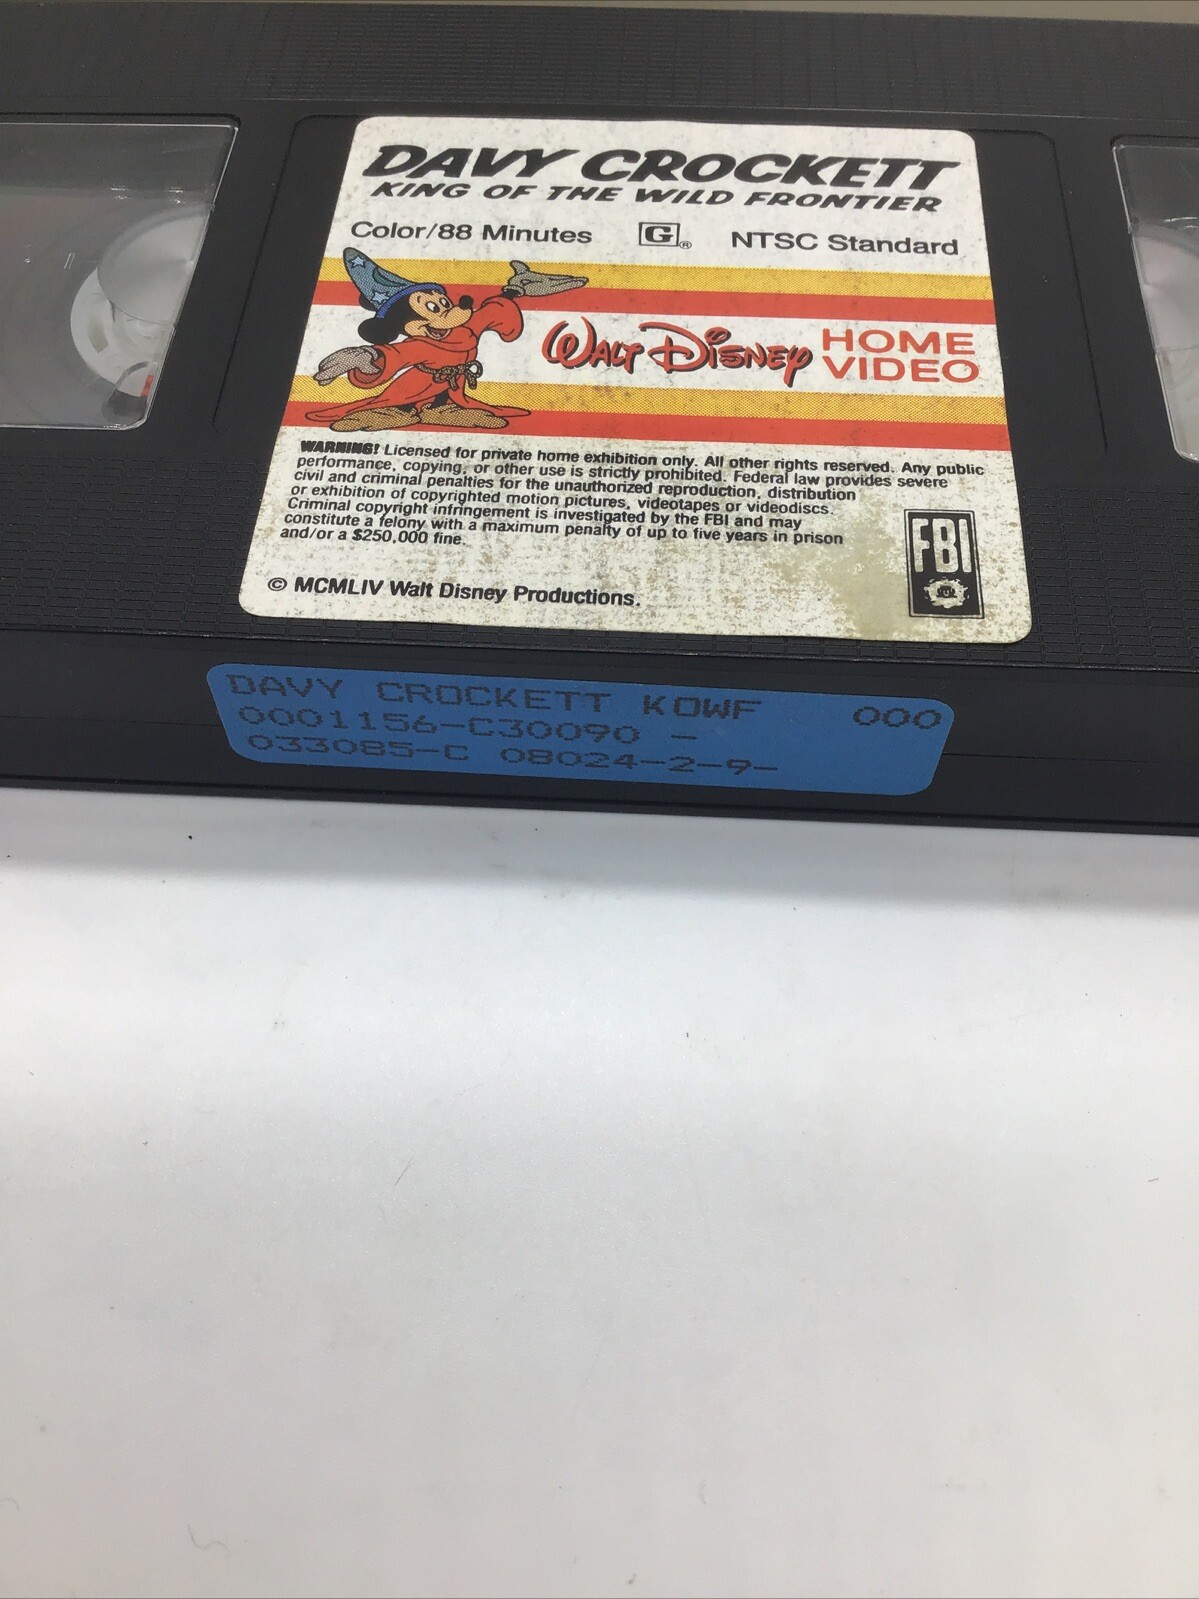 DAVY CROCKETT
KING OF THE WILD FRONTIER
Color/88 Minutes G® NTSC Standard
WALT DISNEY HOME VIDEO
WARNING! Licensed for private home exhibition only. All other rights reserved. Any public
performance, copying, or other use is strictly prohibited. Federal law provides severe
civil and criminal penalties for the unauthorized reproduction, distribution
or exhibition of copyrighted motion pictures, videotapes or videodiscs.
Criminal copyright infringement is investigated by the FBI and may
constitute a felony with a maximum penalty of up to five years in prison
and/or a $250,000 fine.
FBI
© MCMLIV Walt Disney Productions.
DAVY CROCKETT KOWF 000
0001156-C30090 -
033085-C 08024-2-9-